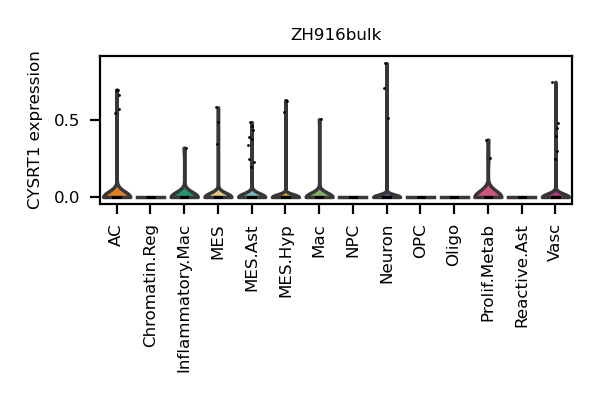 ZH916bulk
CYSRT1 expression
0.5
0.0
AC
Chromatin.Reg
Inflammatory.Mac
MES
MES.Ast
MES.Hyp
Mac
NPC
Neuron
OPC
Oligo
Prolif.Metab
Reactive.Ast
Vasc